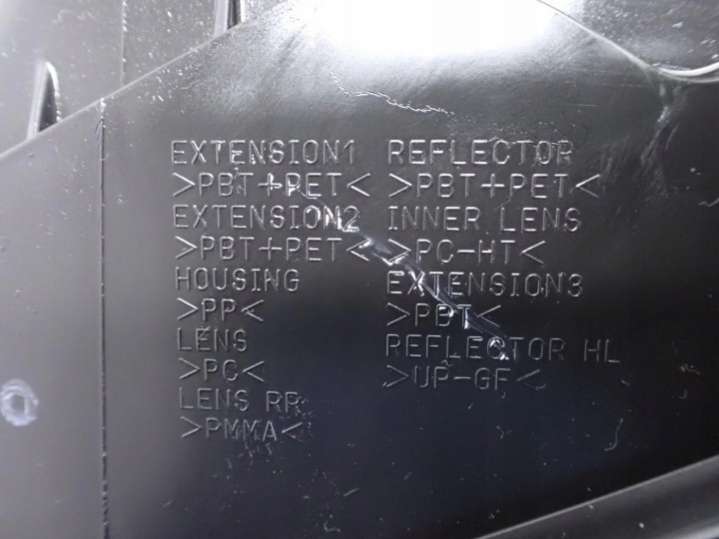 EXTENSION1 REFLECTOR
>PBT+PET< >PBT+PET<
EXTENSION2 INNER LENS
>PBT+PET< >PC-HT<
HOUSING EXTENSION3
>PP< >PBT<
LENS REFLECTOR HL
>PC< >UP-GF<
LENS RR
>PMMA<